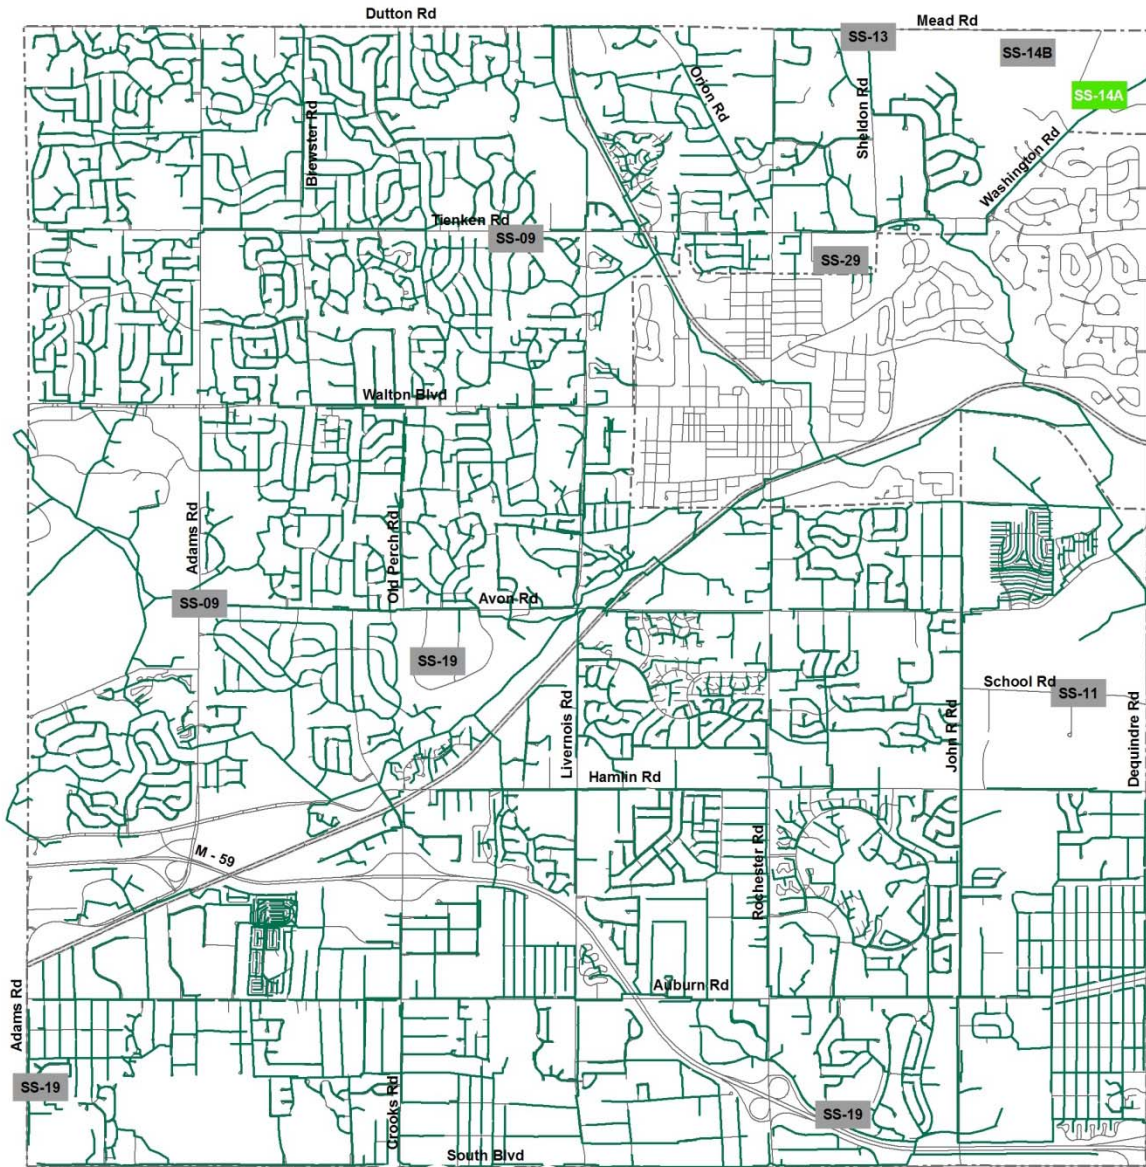 Dutton Rd
Mead Rd
SS-13
SS-14B
SS-14A
Orion Rd
Sheldon Rd
Brewster Rd
Washington Rd
Tienken Rd
SS-09
SS-29
Walton Blvd
Adams Rd
Old Perch Rd
Avon Rd
SS-09
SS-19
School Rd
SS-11
Livernois Rd
John R Rd
Dequindre Rd
Hamlin Rd
M - 59
Rochester Rd
Auburn Rd
Adams Rd
SS-19
Crooks Rd
SS-19
South Blvd